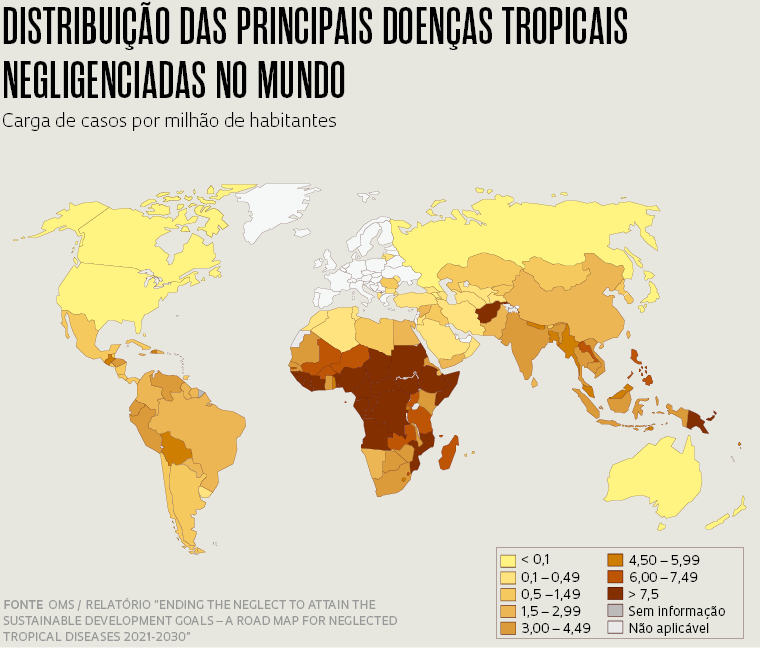 DISTRIBUIÇÃO DAS PRINCIPAIS DOENÇAS TROPICAIS
NEGLIGENCIADAS NO MUNDO
Carga de casos por milhão de habitantes
< 0,1
0,1 – 0,49
0,5 –1,49
1,5 – 2,99
3,00 – 4,49
4,50 – 5,99
6,00 – 7,49
> 7,5
Sem informação
Não aplicável
FONTE OMS / RELATÓRIO "ENDING THE NEGLECT TO ATTAIN THE
SUSTAINABLE DEVELOPMENT GOALS – A ROAD MAP FOR NEGLECTED
TROPICAL DISEASES 2021-2030"